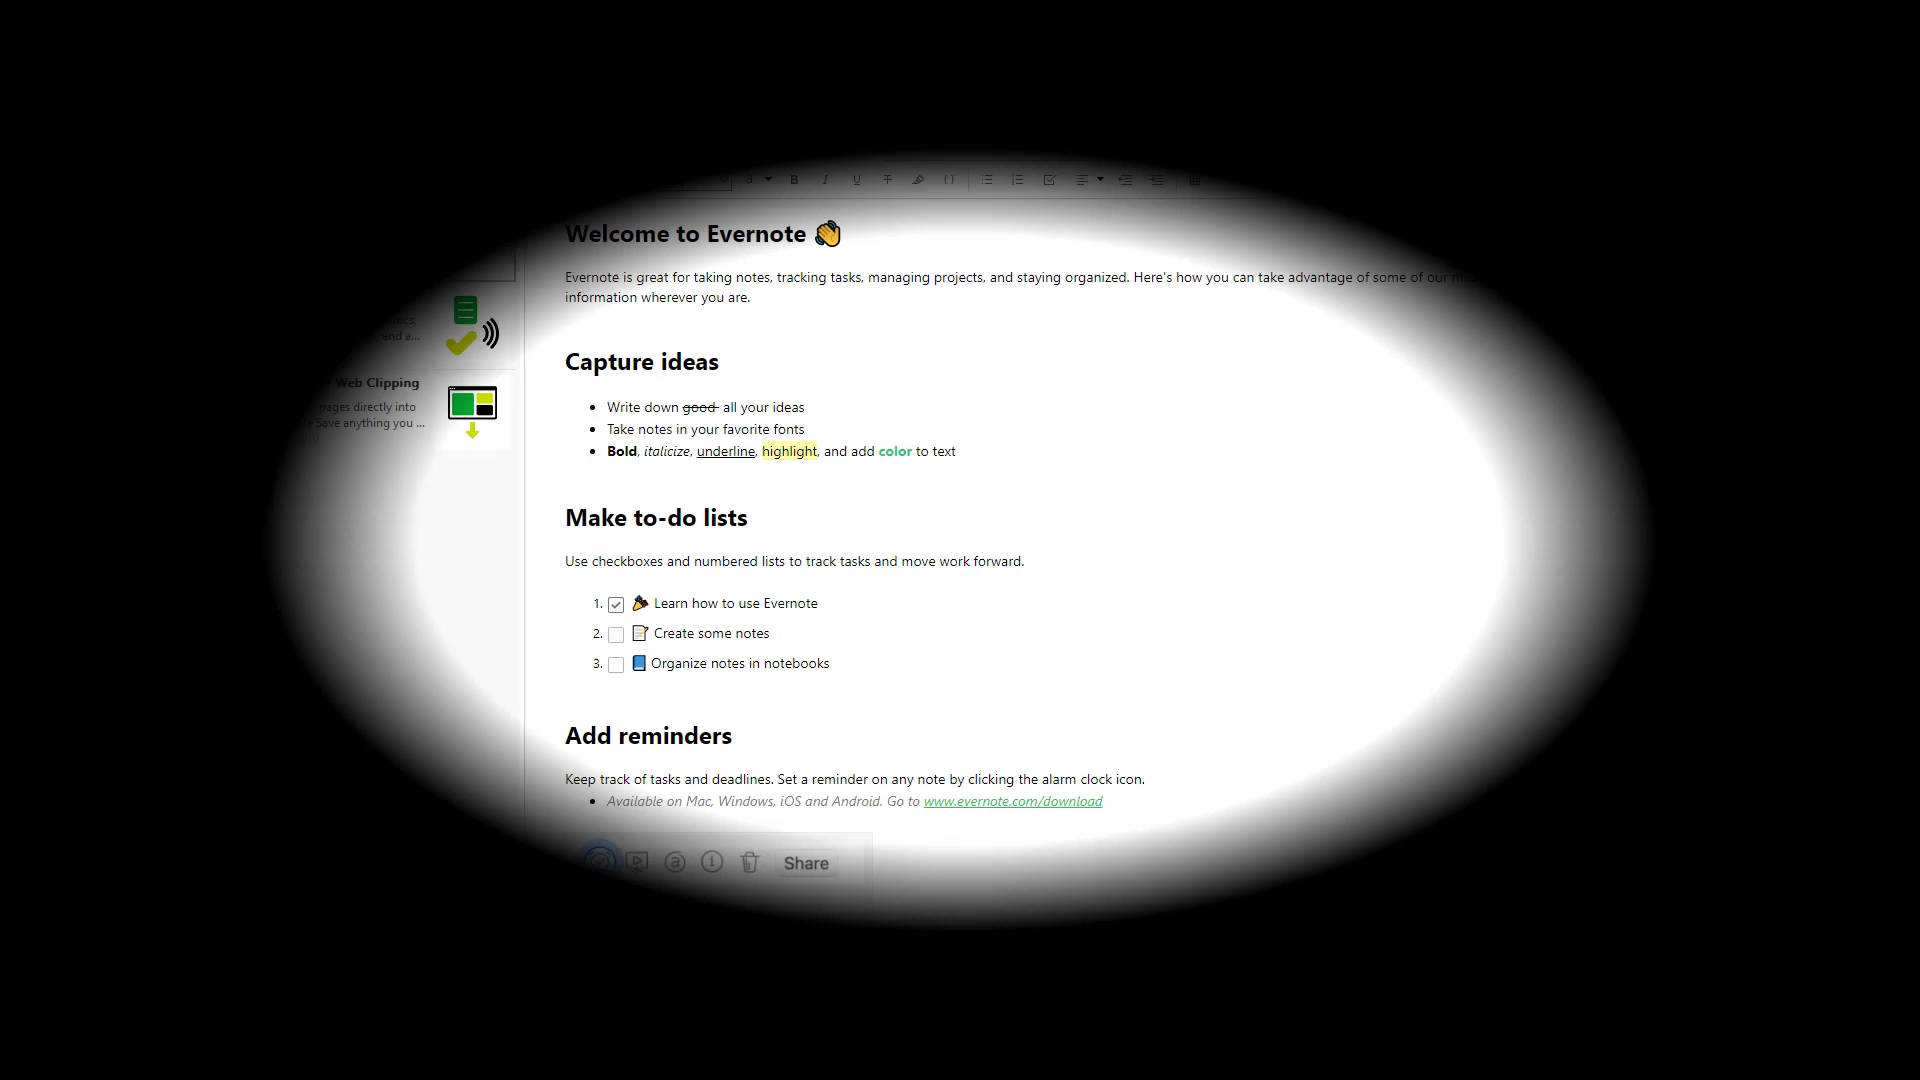 a B I U T { }
Welcome to Evernote 👋
Evernote is great for taking notes, tracking tasks, managing projects, and staying organized. Here's how you can take advantage of some of our
information wherever you are.
and a...
Web Clipping
pages directly into
Save anything you ...
Capture ideas
• Write down good all your ideas
• Take notes in your favorite fonts
• Bold, italicize, underline, highlight, and add color to text
Make to-do lists
Use checkboxes and numbered lists to track tasks and move work forward.
1. Learn how to use Evernote
2. Create some notes
3. Organize notes in notebooks
Add reminders
Keep track of tasks and deadlines. Set a reminder on any note by clicking the alarm clock icon.
• Available on Mac, Windows, iOS and Android. Go to www.evernote.com/download
Share